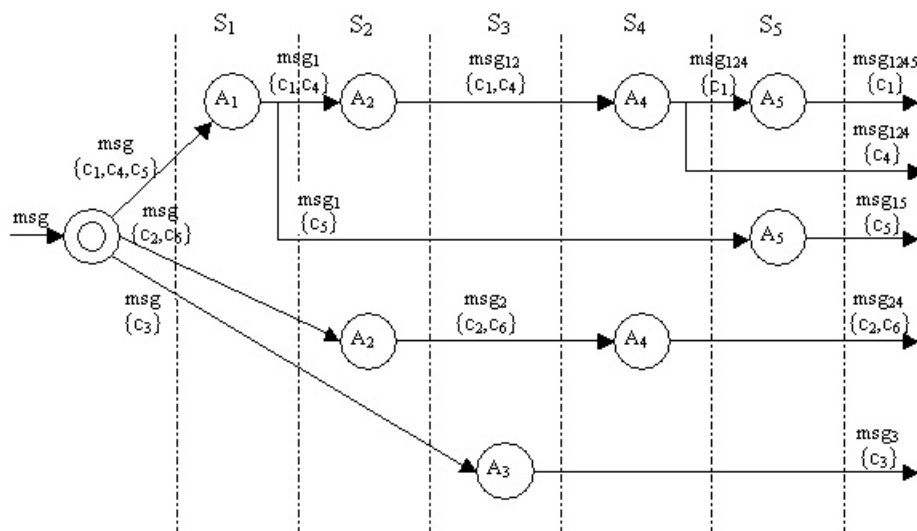 S₁ S₂ S₃ S₄ S₅
msg₁
{c₁,c₄}
msg₁₂
{c₁,c₄}
msg₁₂₄
{c₁}
msg₁₂₄₅
{c₁}
A₁ A₂ A₄ A₅
msg₁₂₄
{c₄}
msg
{c₁,c₄,c₅}
msg
msg
{c₂,c₆}
msg₁
{c₅}
A₅
msg₁₅
{c₅}
msg
{c₃}
A₂
msg₂
{c₂,c₆}
A₄
msg₂₄
{c₂,c₆}
A₃
msg₃
{c₃}